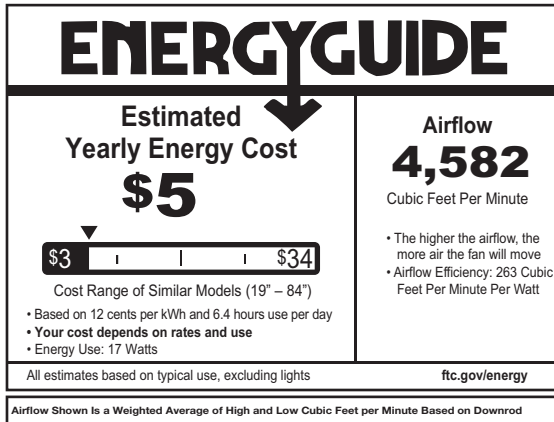 ENERGYGUIDE
Estimated
Yearly Energy Cost
$5
$3
$34
Cost Range of Similar Models (19” – 84”)
• Based on 12 cents per kWh and 6.4 hours use per day
• Your cost depends on rates and use
• Energy Use: 17 Watts
Airflow
4,582
Cubic Feet Per Minute
• The higher the airflow, the
more air the fan will move
• Airflow Efficiency: 263 Cubic
Feet Per Minute Per Watt
All estimates based on typical use, excluding lights
ftc.gov/energy
Airflow Shown Is a Weighted Average of High and Low Cubic Feet per Minute Based on Downrod